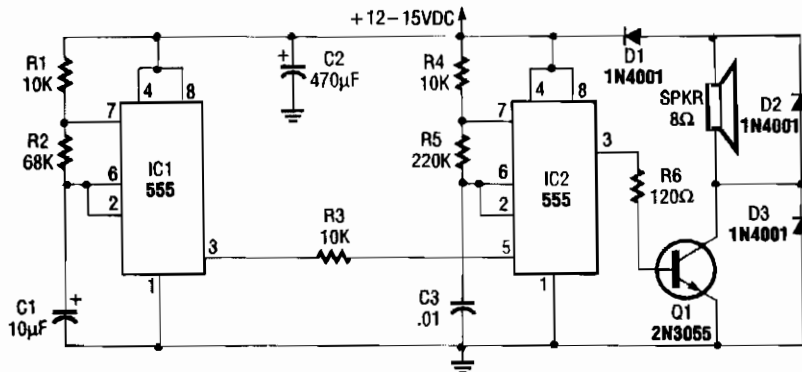 +12–15VDC
R1
10K
4
8
7
R2
68K
6
2
IC1
555
3
1
C1
+
10µF
+
C2
470µF
R3
10K
R4
10K
4
8
7
R5
220K
6
2
5
IC2
555
3
1
C3
.01
D1
1N4001
SPKR
8Ω
D2
1N4001
R6
120Ω
D3
1N4001
Q1
2N3055